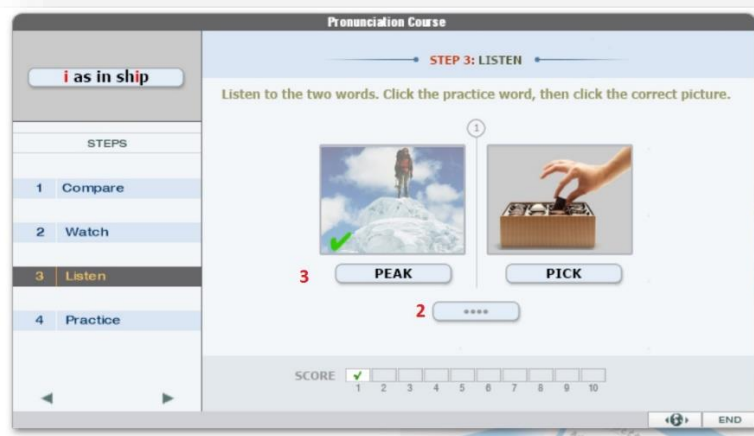 Pronunciation Course
i as in ship
STEPS
1 Compare
2 Watch
3 Listen
4 Practice
STEP 3: LISTEN
Listen to the two words. Click the practice word, then click the correct picture.
1
3 PEAK PICK
2 ••••
SCORE
1 2 3 4 5 6 7 8 9 10
END